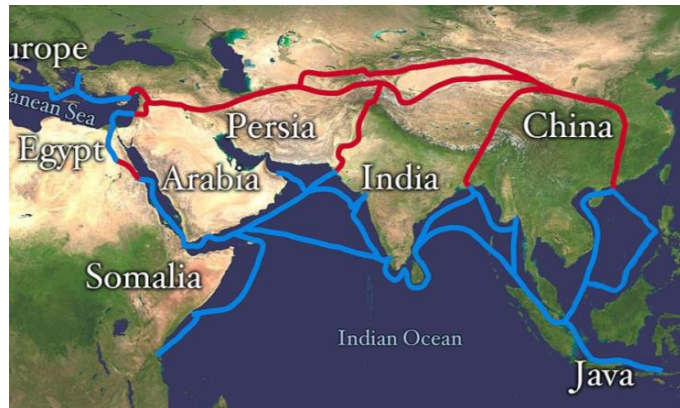 urope
anean Sea
Egypt
Persia
Arabia
India
China
Somalia
Indian Ocean
Java